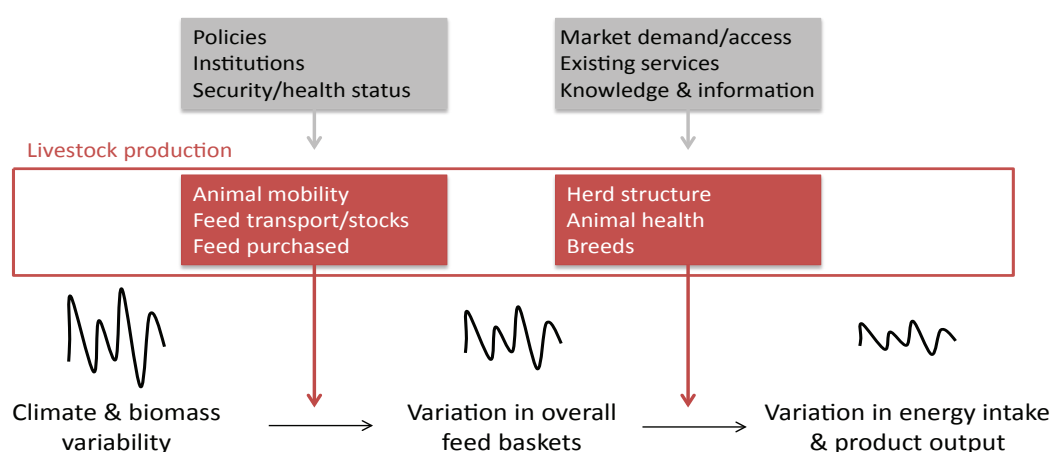 Policies
Institutions
Security/health status
Market demand/access
Existing services
Knowledge & information
Livestock production
Animal mobility
Feed transport/stocks
Feed purchased
Herd structure
Animal health
Breeds
Climate & biomass
variability
Variation in overall
feed baskets
Variation in energy intake
& product output